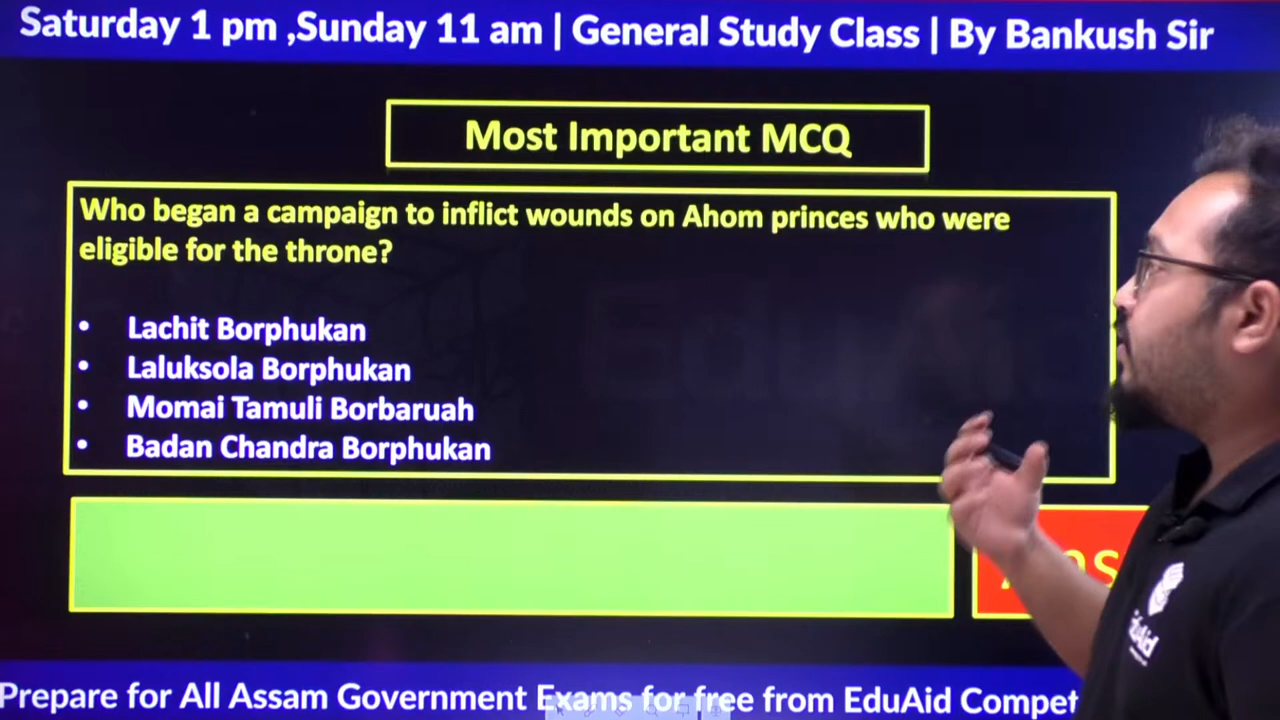 Saturday 1 pm ,Sunday 11 am | General Study Class | By Bankush Sir
Most Important MCQ
Who began a campaign to inflict wounds on Ahom princes who were
eligible for the throne?
• Lachit Borphukan
• Laluksola Borphukan
• Momai Tamuli Borbaruah
• Badan Chandra Borphukan
EduAid
Prepare for All Assam Government Exams for free from EduAid Compet